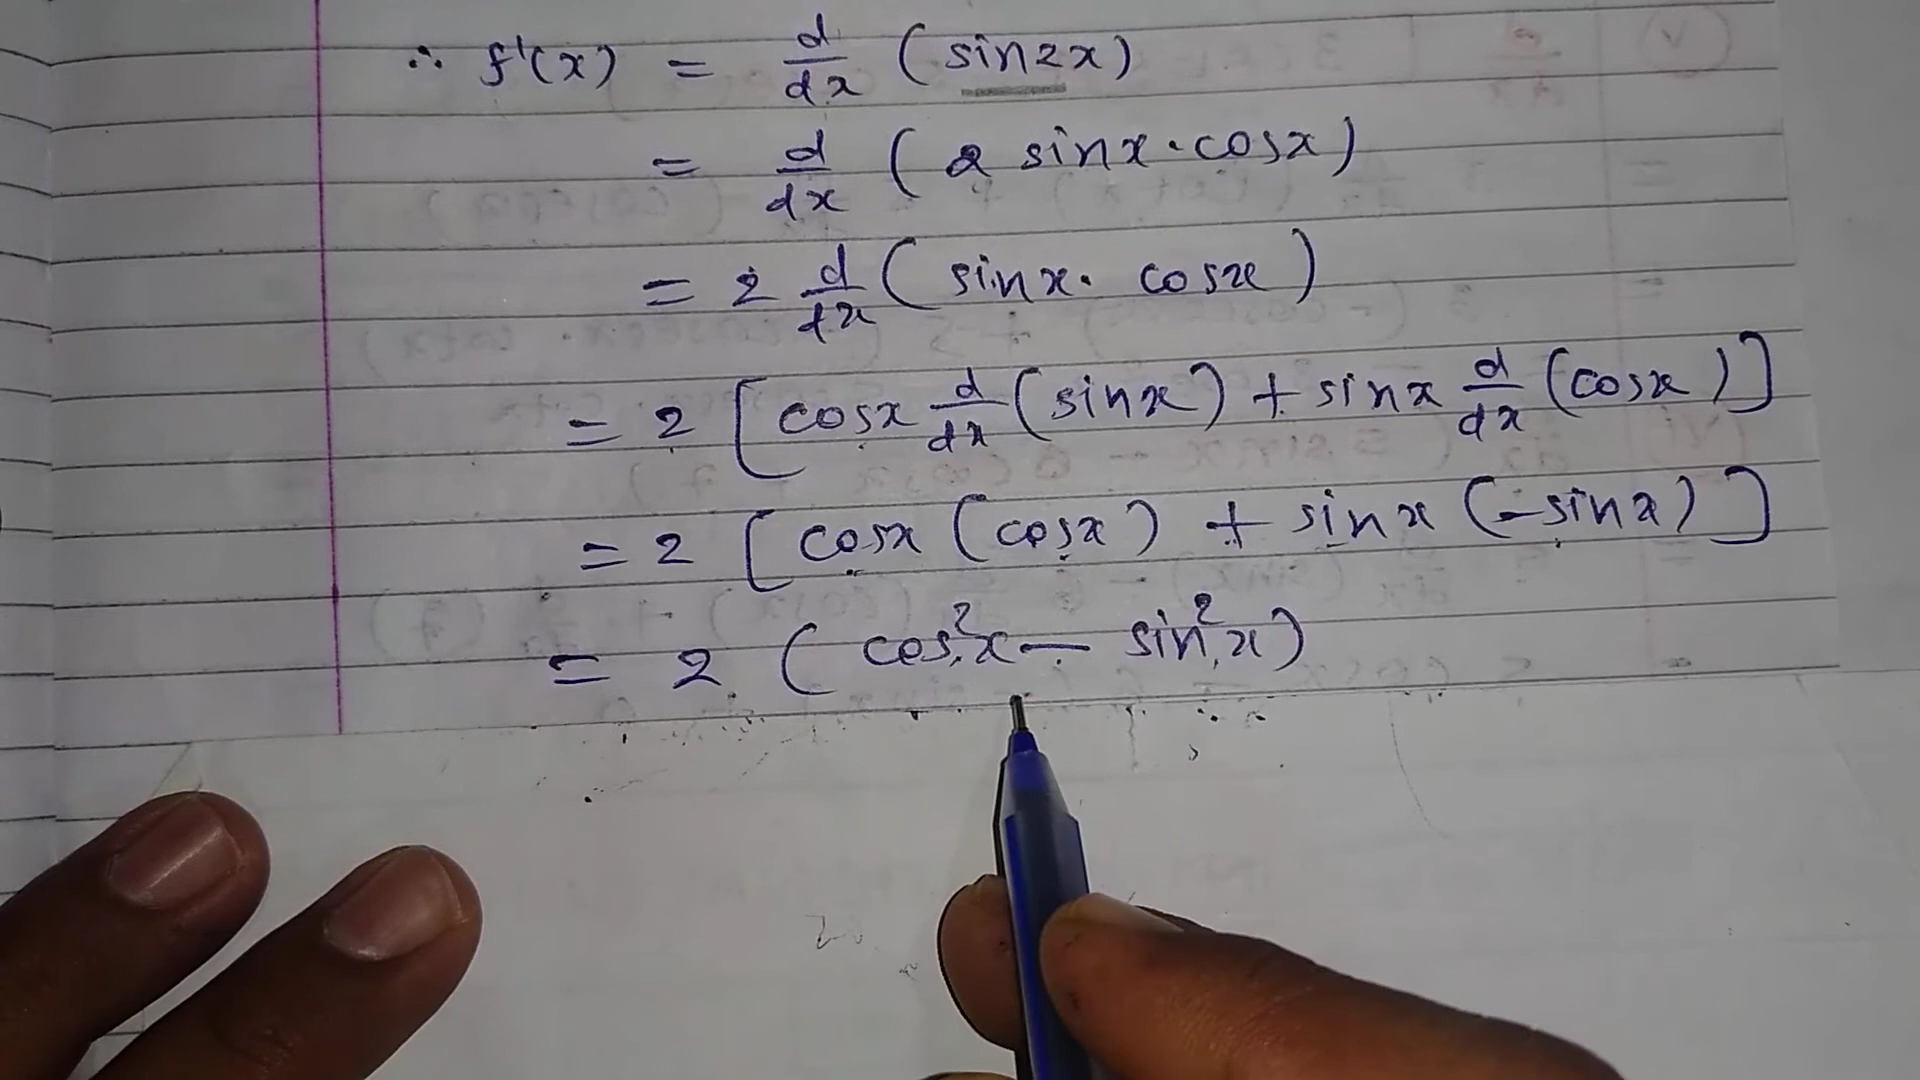 ∴ f'(x) = d/dx (sin2x)
= d/dx (2 sinx·cosx)
= 2 d/dx (sinx· cosx)
= 2 [cosx d/dx (sinx) + sinx d/dx (cosx)]
= 2 [cosx (cosx) + sinx (-sinx)]
= 2 (cos²x - sin²x)